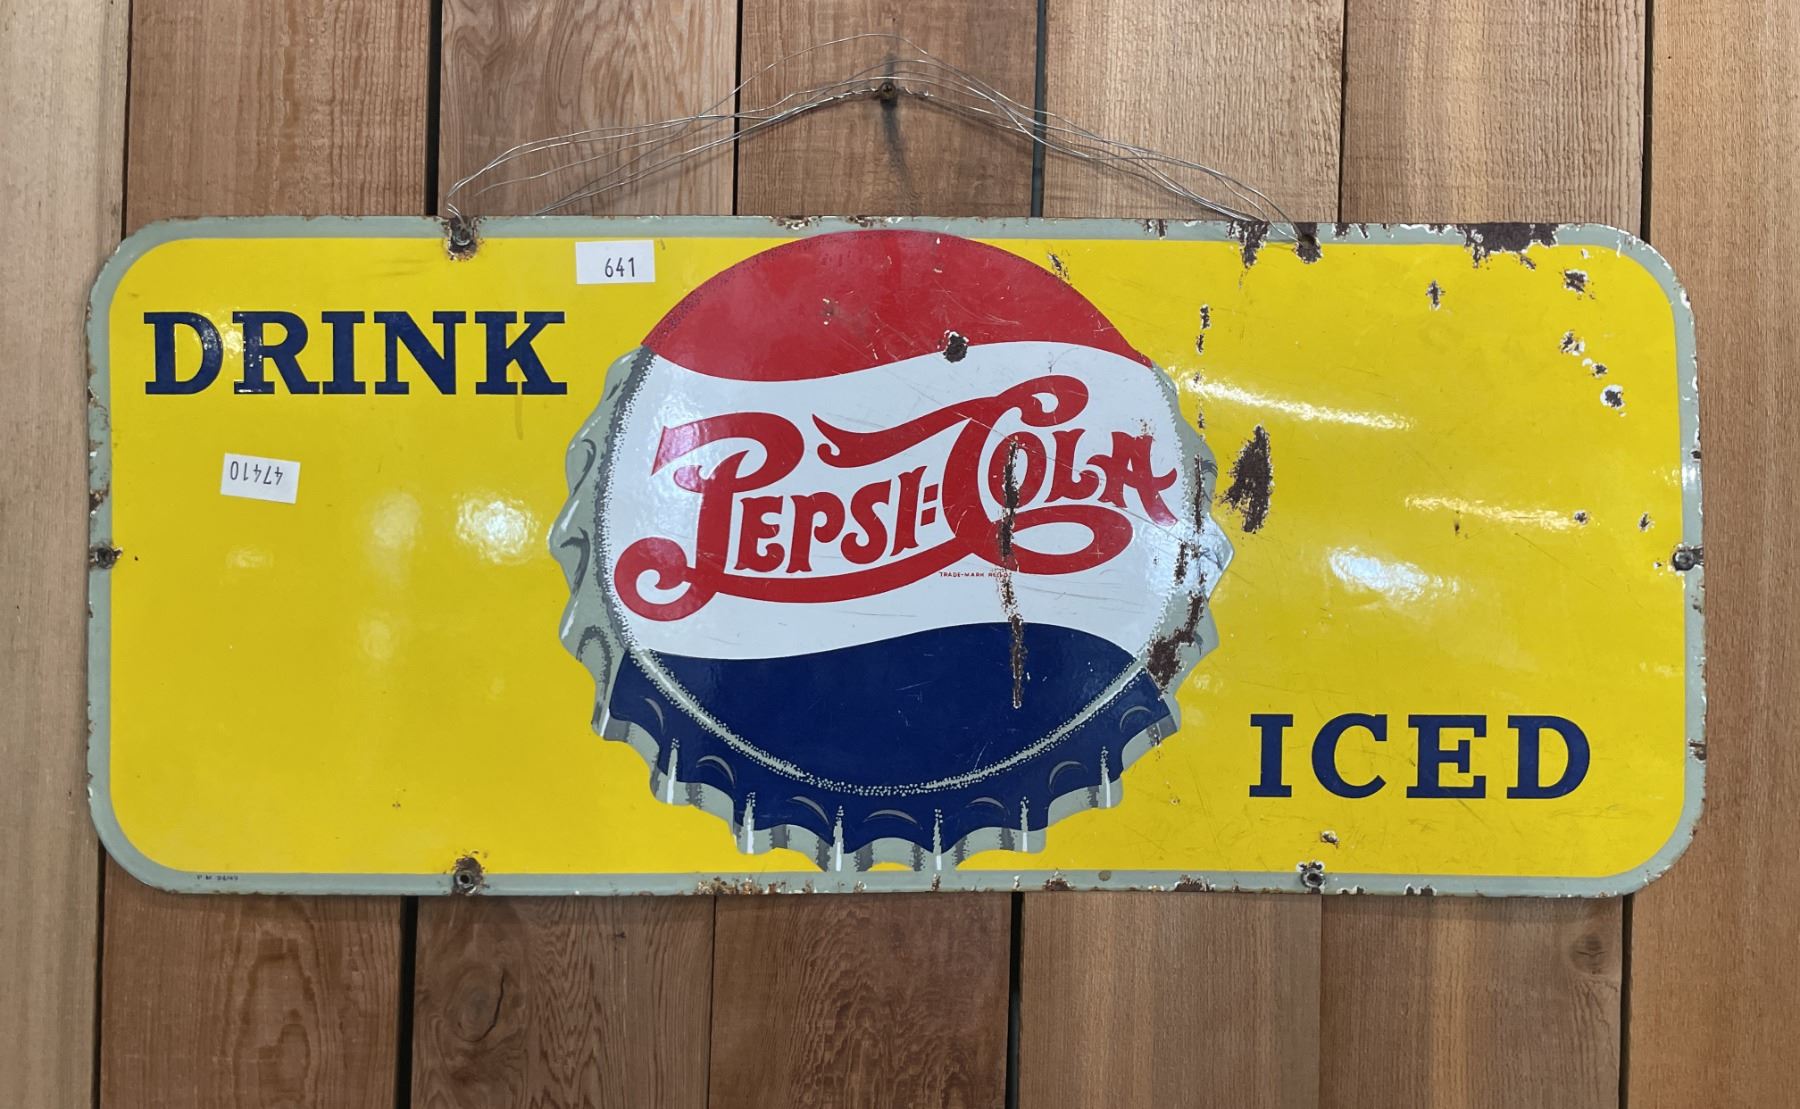 641
DRINK
47410
PEPSI=COLA
TRADE-MARK REG'D.
ICED